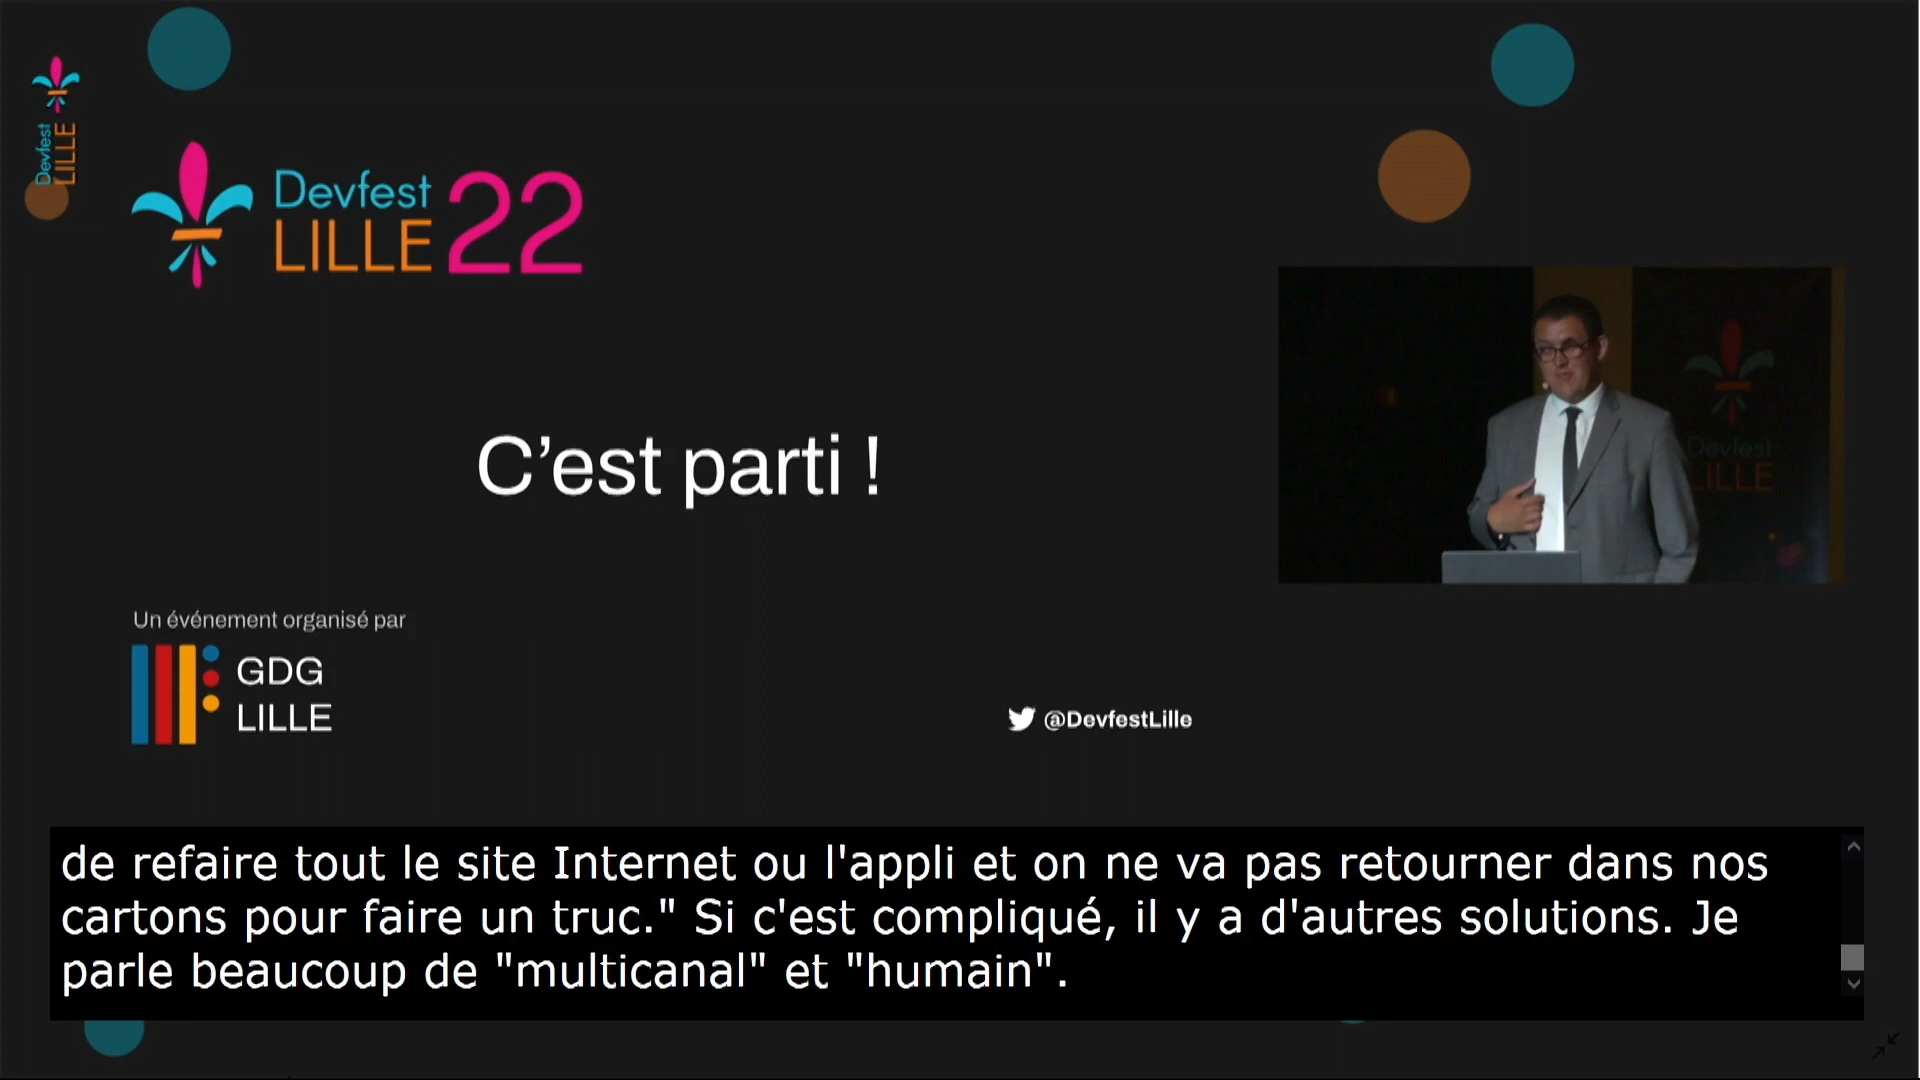 Devfest
LILLE
Devfest
LILLE 22
C'est parti !
Devfest
LILLE
Un événement organisé par
GDG
LILLE
@DevfestLille
de refaire tout le site Internet ou l'appli et on ne va pas retourner dans nos
cartons pour faire un truc." Si c'est compliqué, il y a d'autres solutions. Je
parle beaucoup de "multicanal" et "humain".